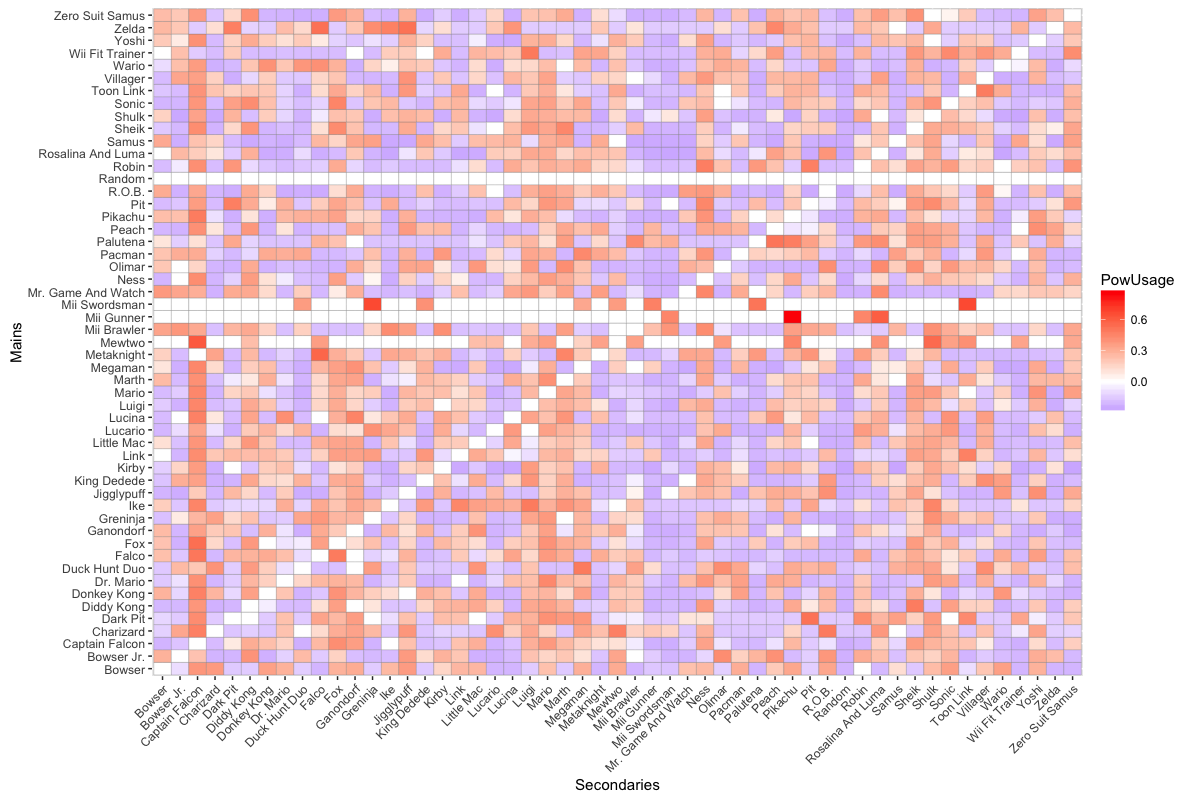 Zero Suit Samus
Zelda
Yoshi
Wii Fit Trainer
Wario
Villager
Toon Link
Sonic
Shulk
Sheik
Samus
Rosalina And Luma
Robin
Random
R.O.B.
Pit
Pikachu
Peach
Palutena
Pacman
Olimar
Ness
Mr. Game And Watch
Mii Swordsman
Mii Gunner
Mii Brawler
Mewtwo
Metaknight
Megaman
Marth
Mario
Luigi
Lucina
Lucario
Little Mac
Link
Kirby
King Dedede
Jigglypuff
Ike
Greninja
Ganondorf
Fox
Falco
Duck Hunt Duo
Dr. Mario
Donkey Kong
Diddy Kong
Dark Pit
Charizard
Captain Falcon
Bowser Jr.
Bowser
Mains
Bowser
Bowser Jr.
Captain Falcon
Charizard
Dark Pit
Diddy Kong
Donkey Kong
Dr. Mario
Duck Hunt Duo
Falco
Fox
Ganondorf
Greninja
Ike
Jigglypuff
King Dedede
Kirby
Link
Little Mac
Lucario
Lucina
Luigi
Mario
Marth
Megaman
Metaknight
Mewtwo
Mii Brawler
Mii Gunner
Mii Swordsman
Mr. Game And Watch
Ness
Olimar
Pacman
Palutena
Peach
Pikachu
Pit
R.O.B.
Random
Robin
Rosalina And Luma
Samus
Sheik
Shulk
Sonic
Toon Link
Villager
Wario
Wii Fit Trainer
Yoshi
Zelda
Zero Suit Samus
Secondaries
PowUsage
0.6
0.3
0.0